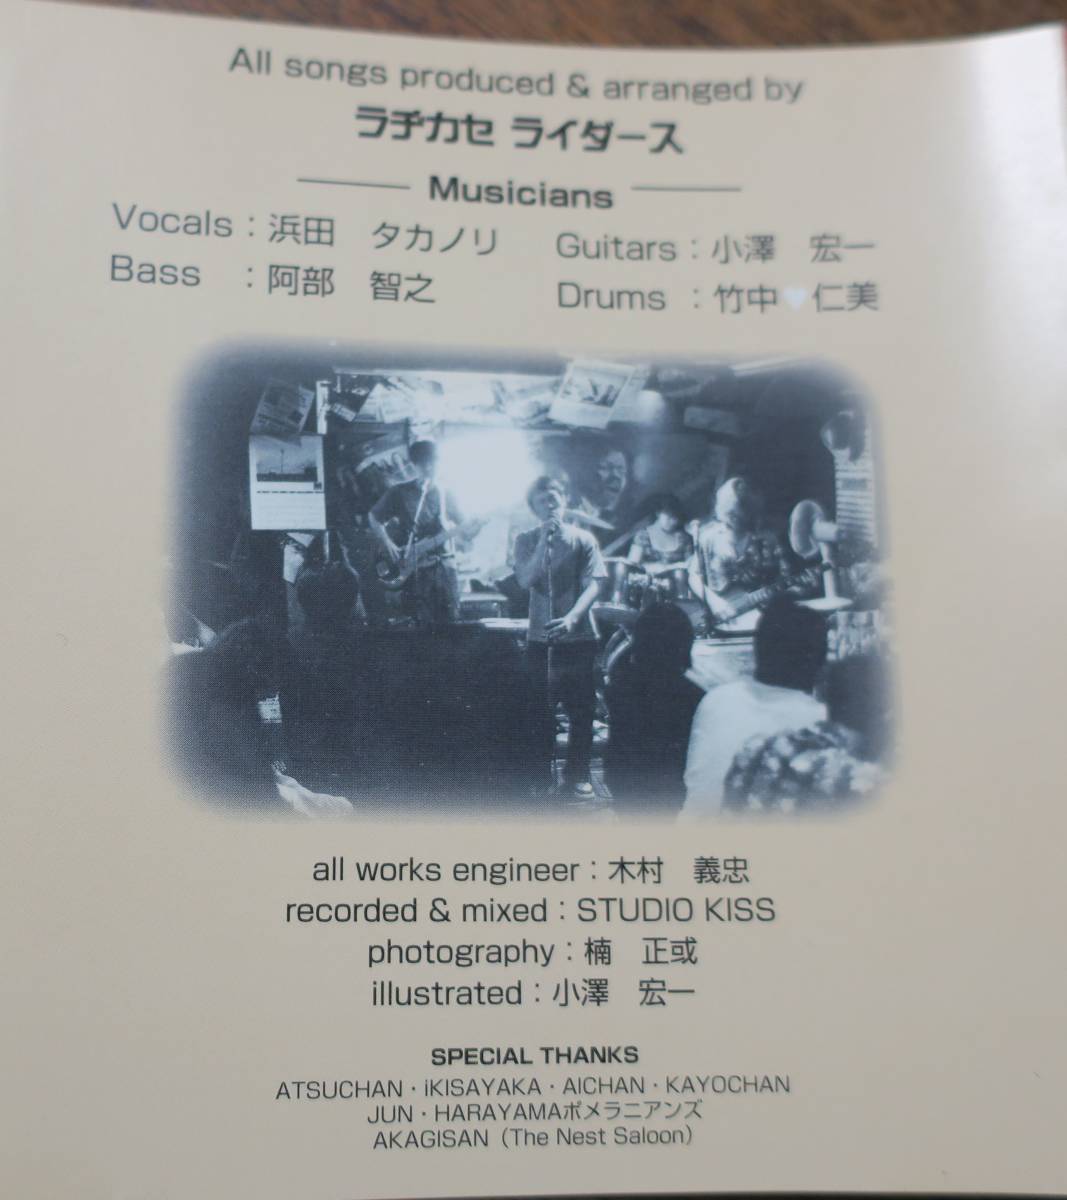 All songs produced & arranged by
ラヂカセ ライダース
Musicians
Vocals：浜田　タカノリ　Guitars：小澤　宏一
Bass　：阿部　智之　Drums　：竹中♥仁美
all works engineer：木村　義忠
recorded & mixed：STUDIO KISS
photography：楠　正或
illustrated：小澤　宏一
SPECIAL THANKS
ATSUCHAN・iKISAYAKA・AICHAN・KAYOCHAN
JUN・HARAYAMAポメラニアンズ
AKAGISAN（The Nest Saloon）